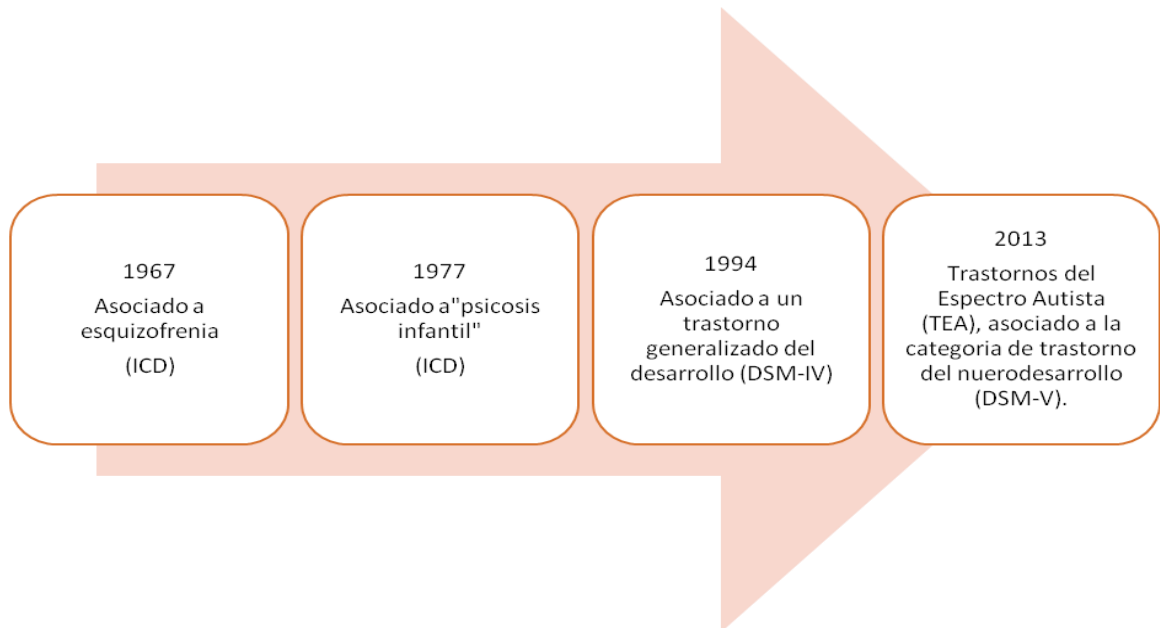 1967
Asociado a
esquizofrenia
(ICD)
1977
Asociado a"psicosis
infantil"
(ICD)
1994
Asociado a un
trastorno
generalizado del
desarrollo (DSM-IV)
2013
Trastornos del
Espectro Autista
(TEA), asociado a la
categoria de trastorno
del nuerodesarrollo
(DSM-V).